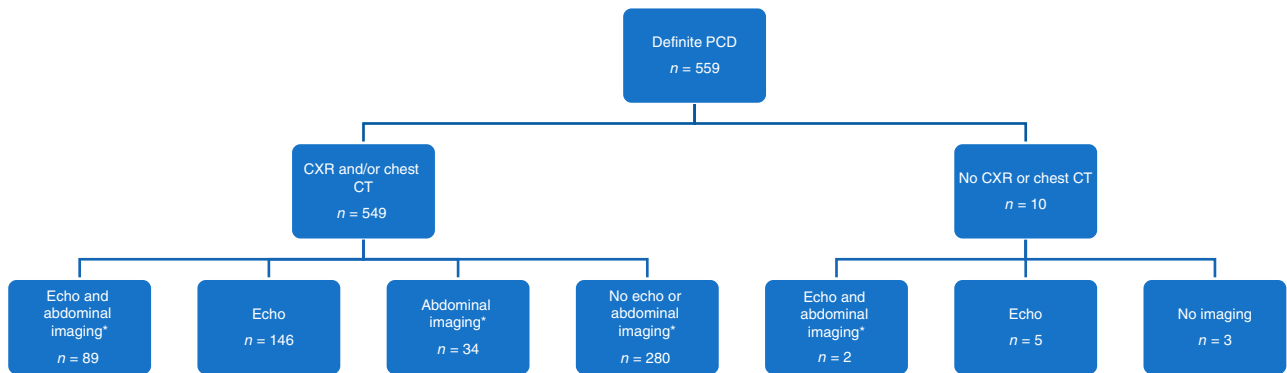 Definite PCD
n = 559
CXR and/or chest
CT
n = 549
No CXR or chest CT
n = 10
Echo and
abdominal
imaging*
n = 89
Echo
n = 146
Abdominal
imaging*
n = 34
No echo or
abdominal
imaging*
n = 280
Echo and
abdominal
imaging*
n = 2
Echo
n = 5
No imaging
n = 3